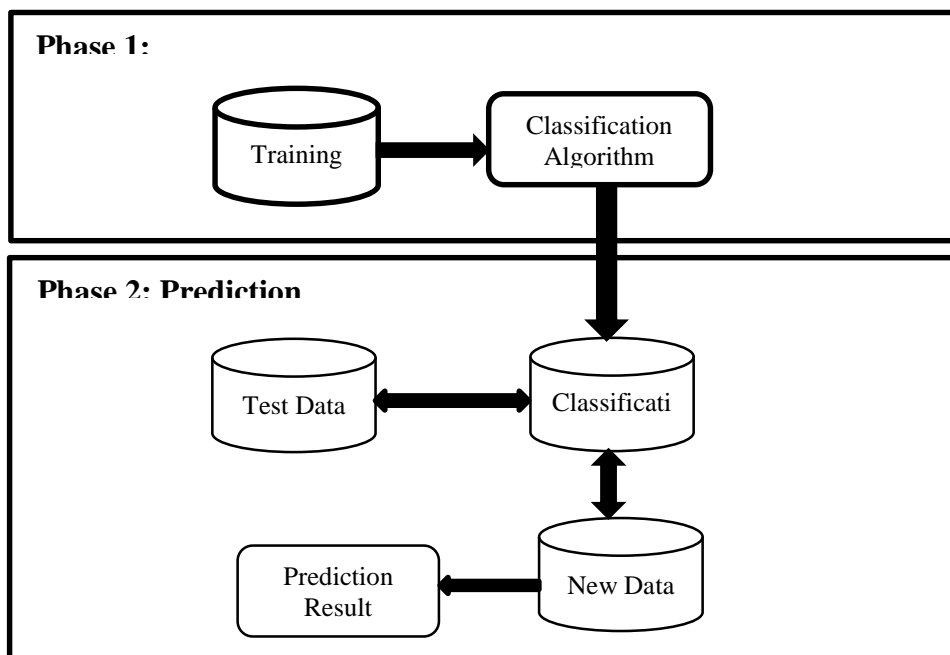 Phase 1:
Training
Classification
Algorithm
Phase 2: Prediction
Test Data
Classificati
New Data
Prediction
Result